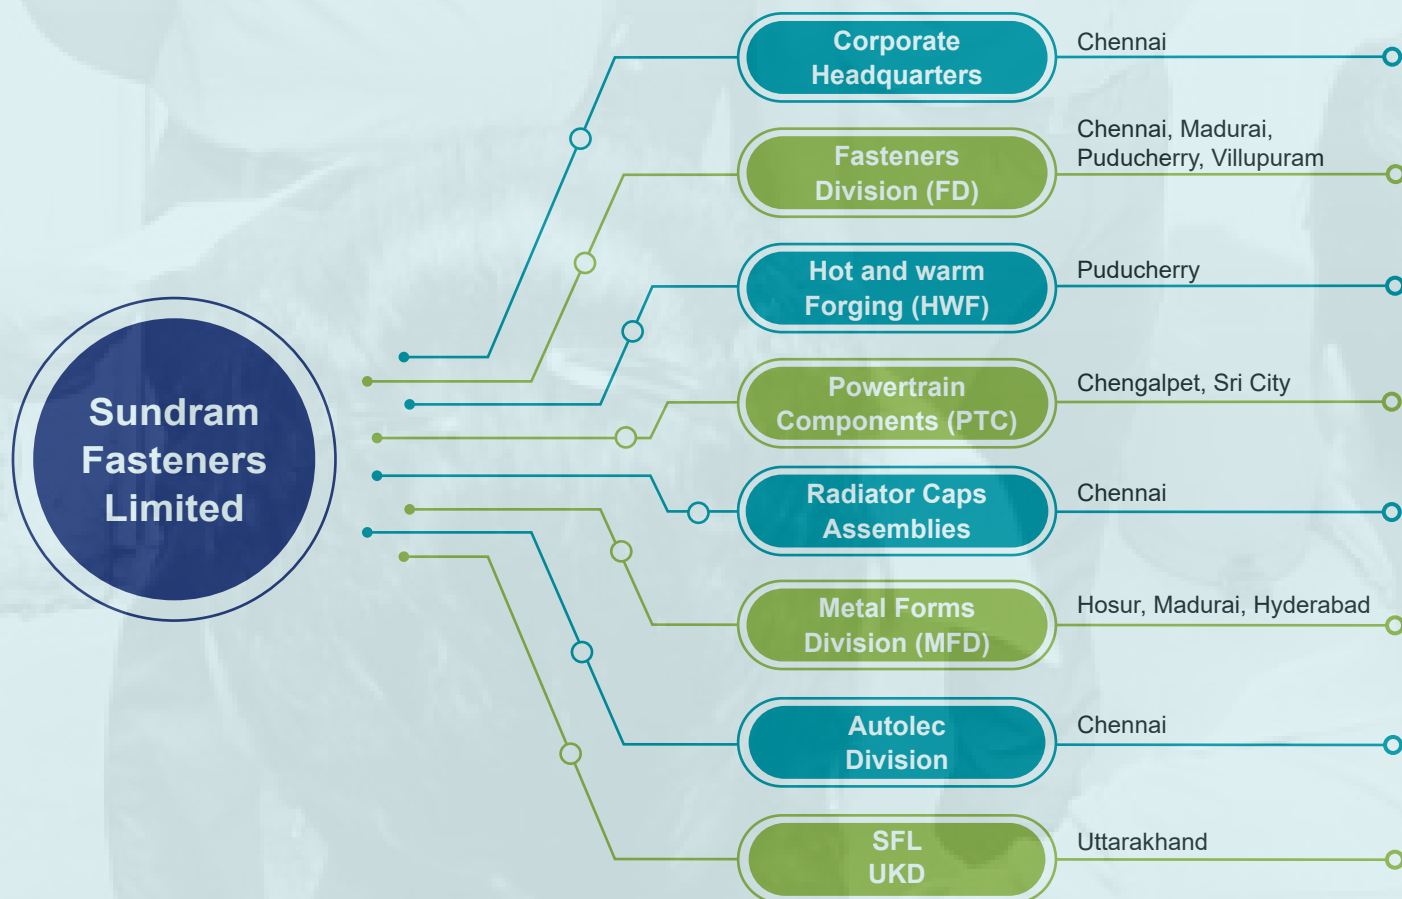 Sundram
Fasteners
Limited
Corporate
Headquarters
Chennai
Fasteners
Division (FD)
Chennai, Madurai,
Puducherry, Villupuram
Hot and warm
Forging (HWF)
Puducherry
Powertrain
Components (PTC)
Chengalpet, Sri City
Radiator Caps
Assemblies
Chennai
Metal Forms
Division (MFD)
Hosur, Madurai, Hyderabad
Autolec
Division
Chennai
SFL
UKD
Uttarakhand